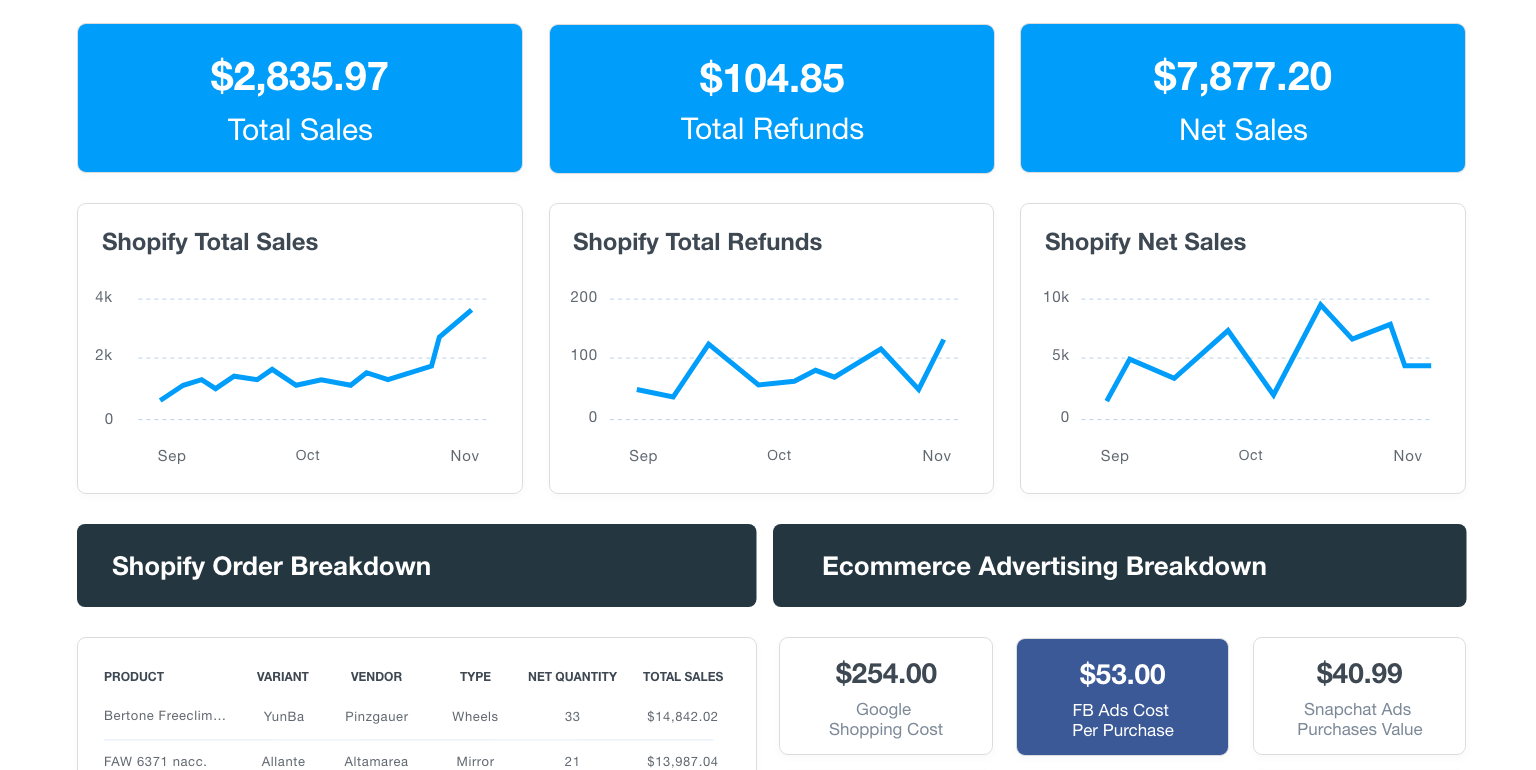 $2,835.97
Total Sales
$104.85
Total Refunds
$7,877.20
Net Sales
Shopify Total Sales
4k
2k
0
Sep Oct Nov
Shopify Total Refunds
200
100
0
Sep Oct Nov
Shopify Net Sales
10k
5k
0
Sep Oct Nov
Shopify Order Breakdown
Ecommerce Advertising Breakdown
PRODUCT VARIANT VENDOR TYPE NET QUANTITY TOTAL SALES
Bertone Freeclim... YunBa Pinzgauer Wheels 33 $14,842.02
FAW 6371 nacc. Allante Altamarea Mirror 21 $13,987.04
$254.00
Google
Shopping Cost
$53.00
FB Ads Cost
Per Purchase
$40.99
Snapchat Ads
Purchases Value